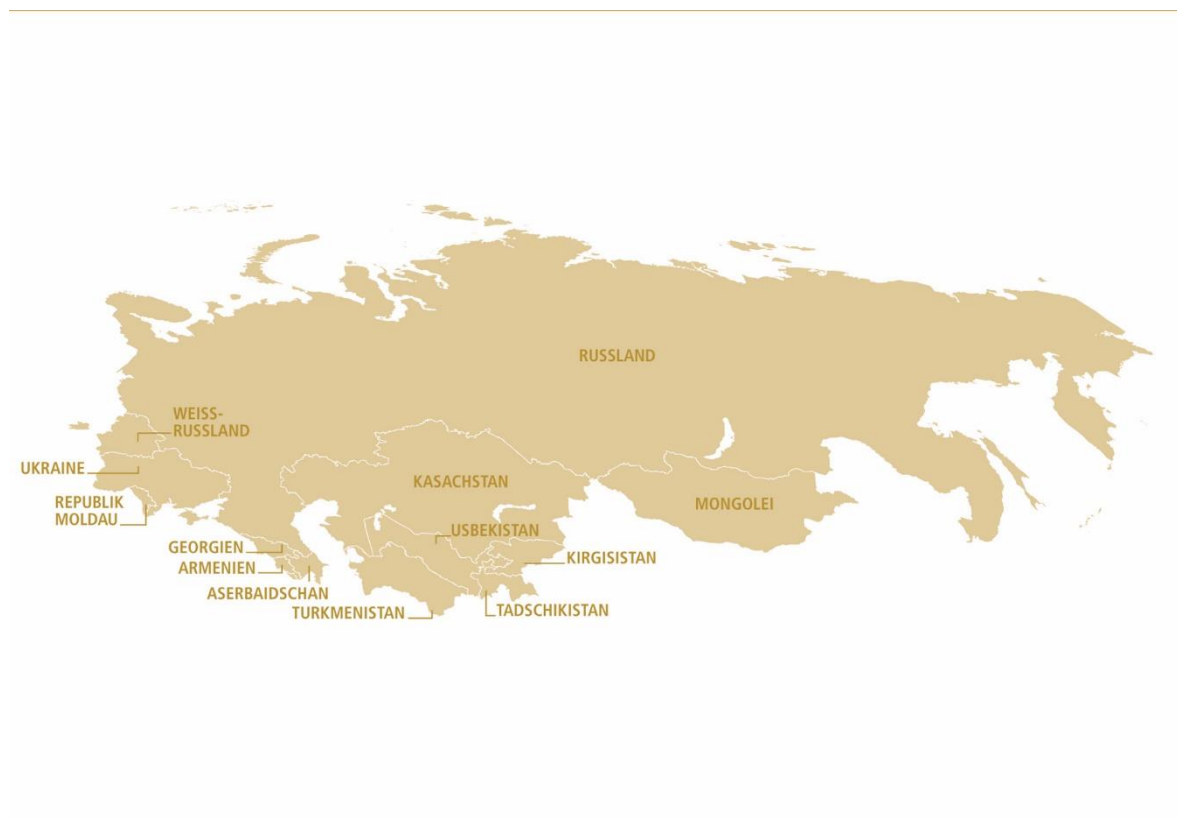 RUSSLAND
WEISS-
RUSSLAND
UKRAINE
KASACHSTAN
REPUBLIK
MOLDAU
MONGOLEI
USBEKISTAN
GEORGIEN
KIRGISISTAN
ARMENIEN
ASERBAIDSCHAN
TURKMENISTAN
TADSCHIKISTAN